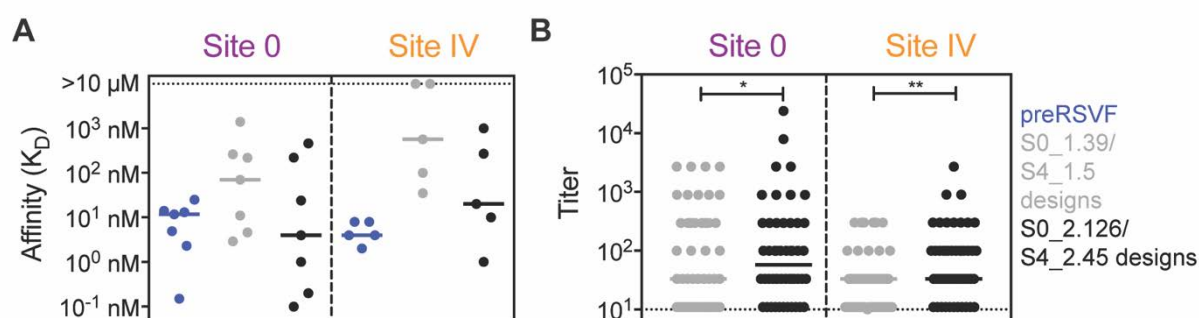 A
Site 0
Site IV
Affinity (K_D)
>10 µM
10³ nM
10² nM
10¹ nM
10⁰ nM
10⁻¹ nM
B
Site 0
Site IV
Titer
10⁵
10⁴
10³
10²
10¹
*
**
preRSVF
S0_1.39/
S4_1.5
designs
S0_2.126/
S4_2.45 designs